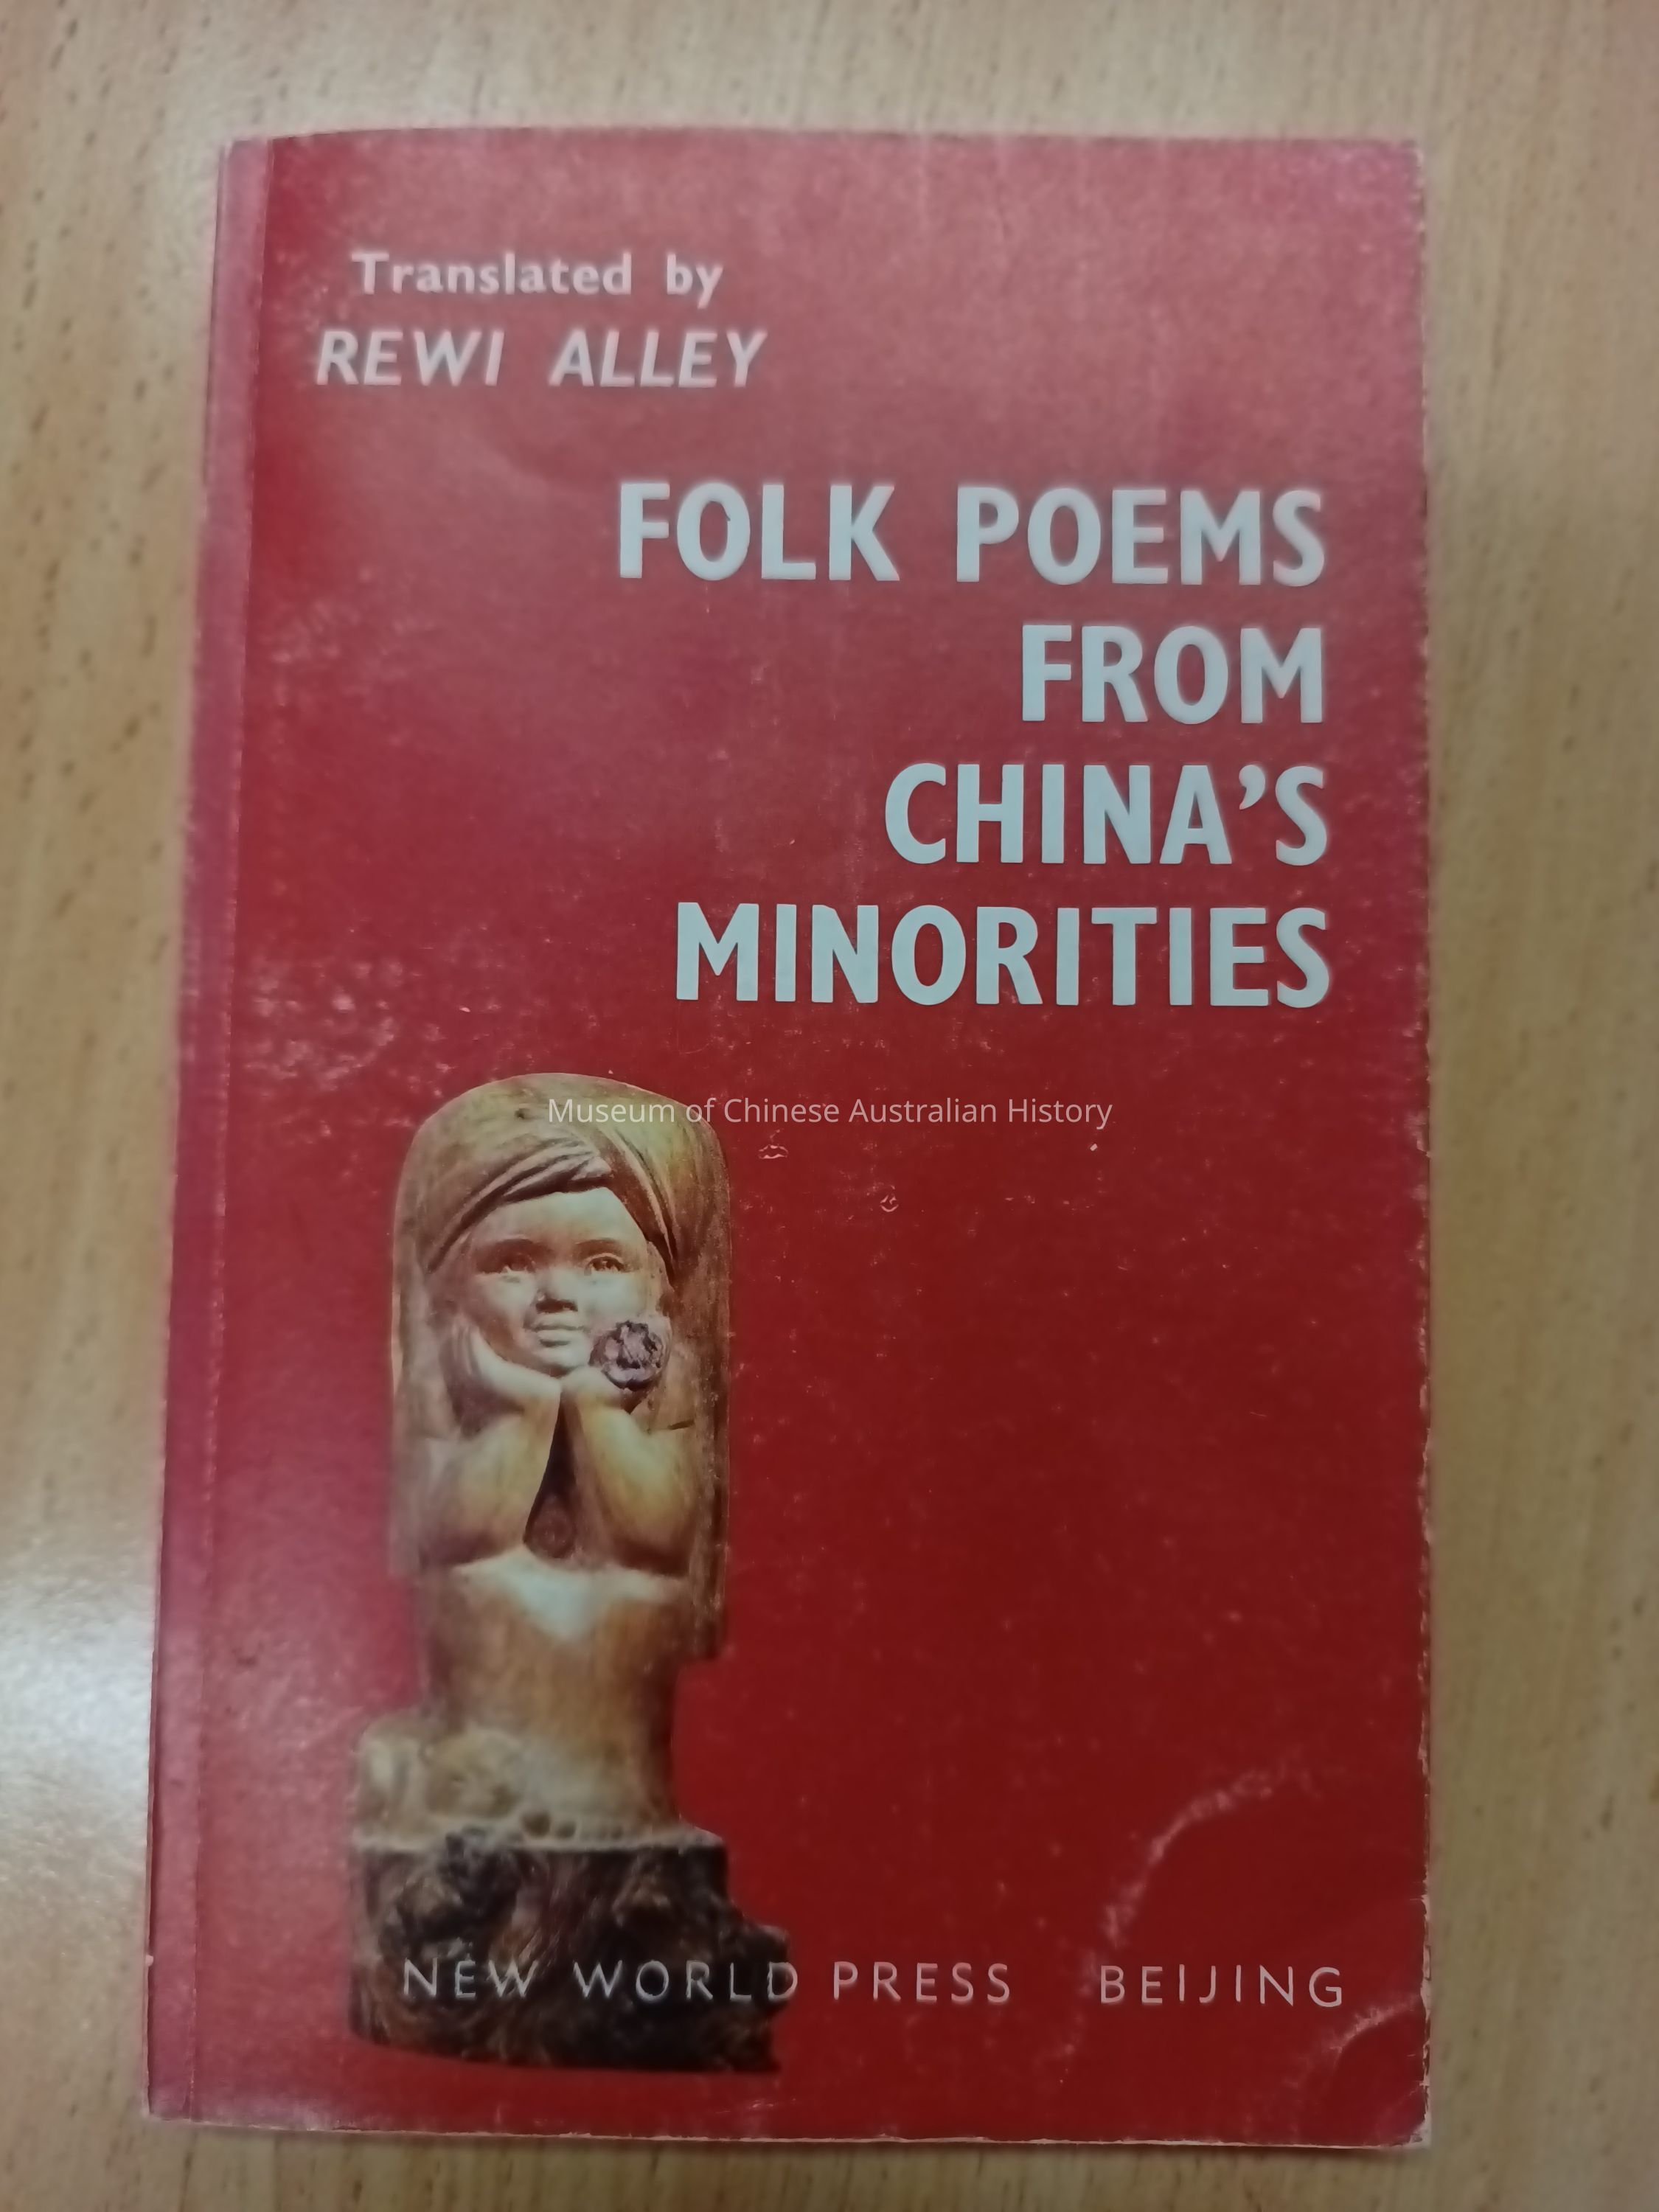 Translated by
REWI ALLEY
FOLK POEMS
FROM
CHINA'S
MINORITIES
Museum of Chinese Australian History
NEW WORLD PRESS BEIJING